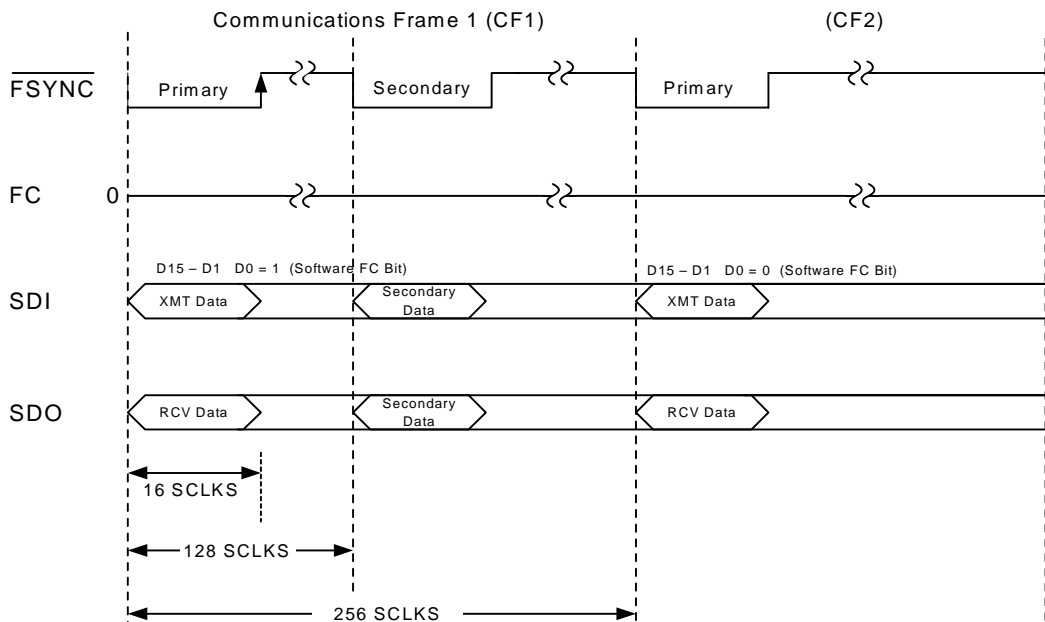 Communications Frame 1 (CF1) (CF2)
FSYNC Primary Secondary Primary
FC 0
D15 – D1 D0 = 1 (Software FC Bit) D15 – D1 D0 = 0 (Software FC Bit)
SDI XMT Data Secondary Data XMT Data
SDO RCV Data Secondary Data RCV Data
16 SCLKS
128 SCLKS
256 SCLKS